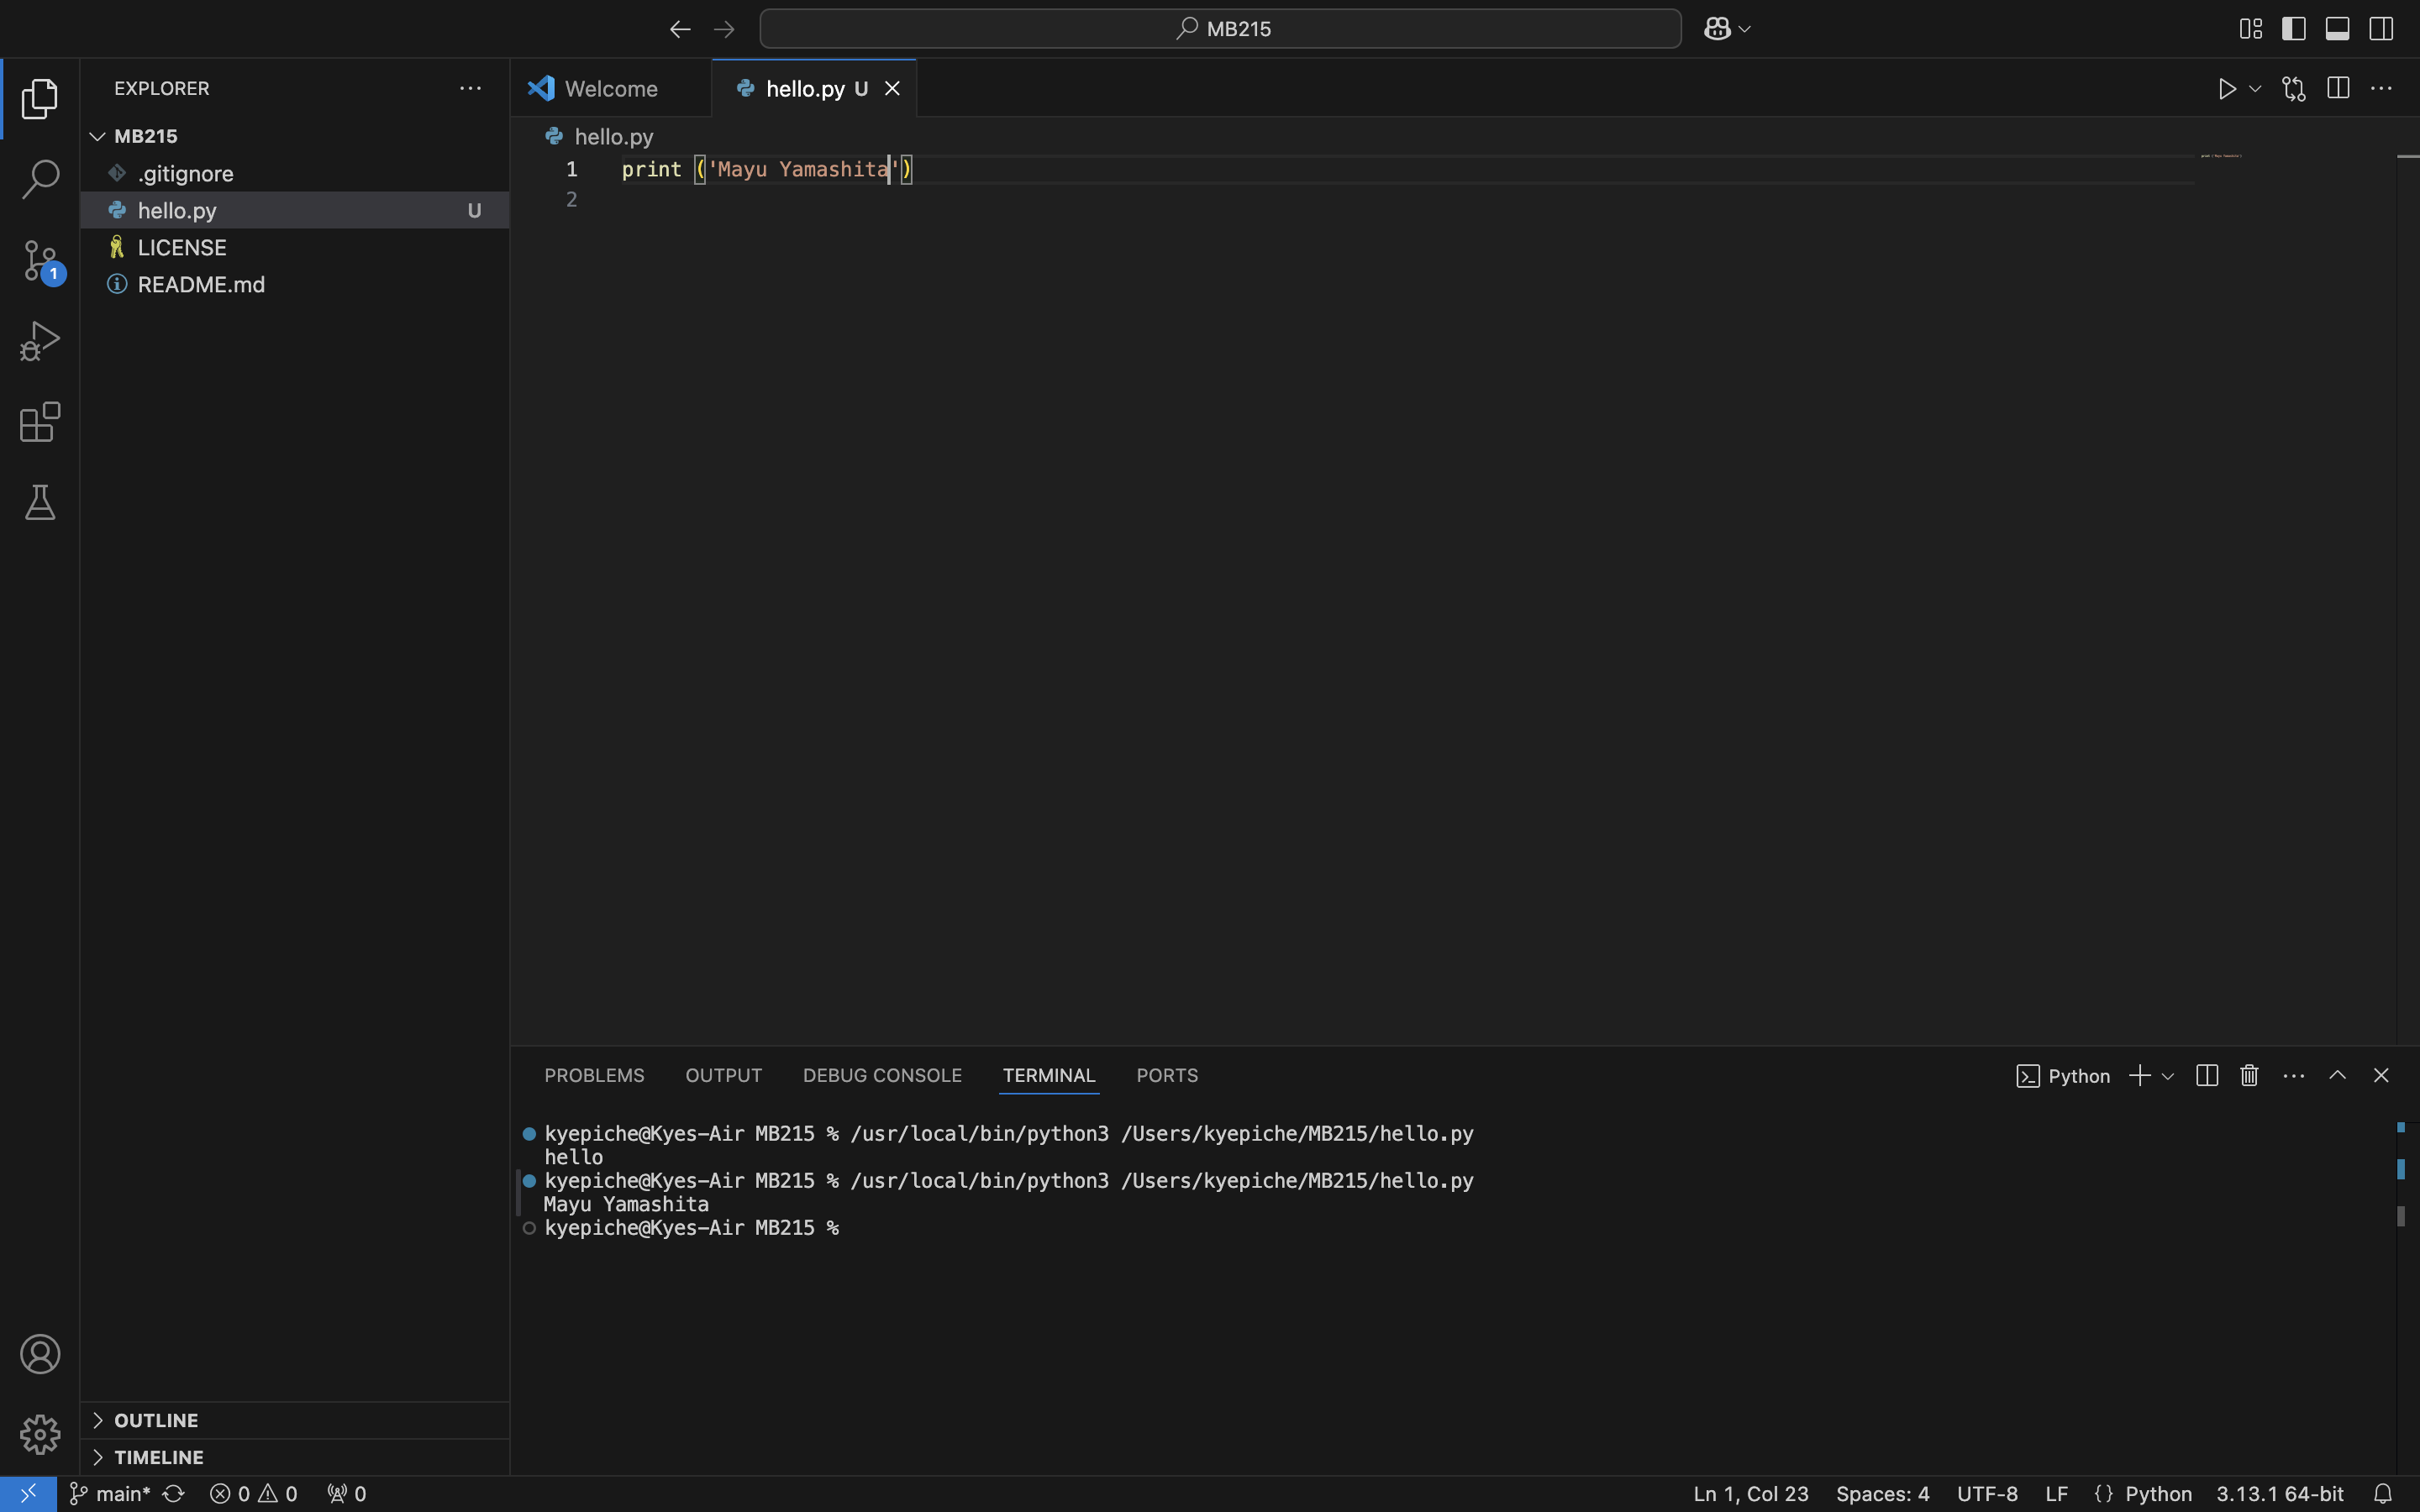 MB215
EXPLORER
MB215
.gitignore
hello.py U
LICENSE
README.md
1
OUTLINE
TIMELINE
Welcome
hello.py U
hello.py
1 print ('Mayu Yamashita')
2
PROBLEMS OUTPUT DEBUG CONSOLE TERMINAL PORTS
Python
kyepiche@Kyes-Air MB215 % /usr/local/bin/python3 /Users/kyepiche/MB215/hello.py
hello
kyepiche@Kyes-Air MB215 % /usr/local/bin/python3 /Users/kyepiche/MB215/hello.py
Mayu Yamashita
kyepiche@Kyes-Air MB215 %
main* 0 0 0 Ln 1, Col 23 Spaces: 4 UTF-8 LF {} Python 3.13.1 64-bit